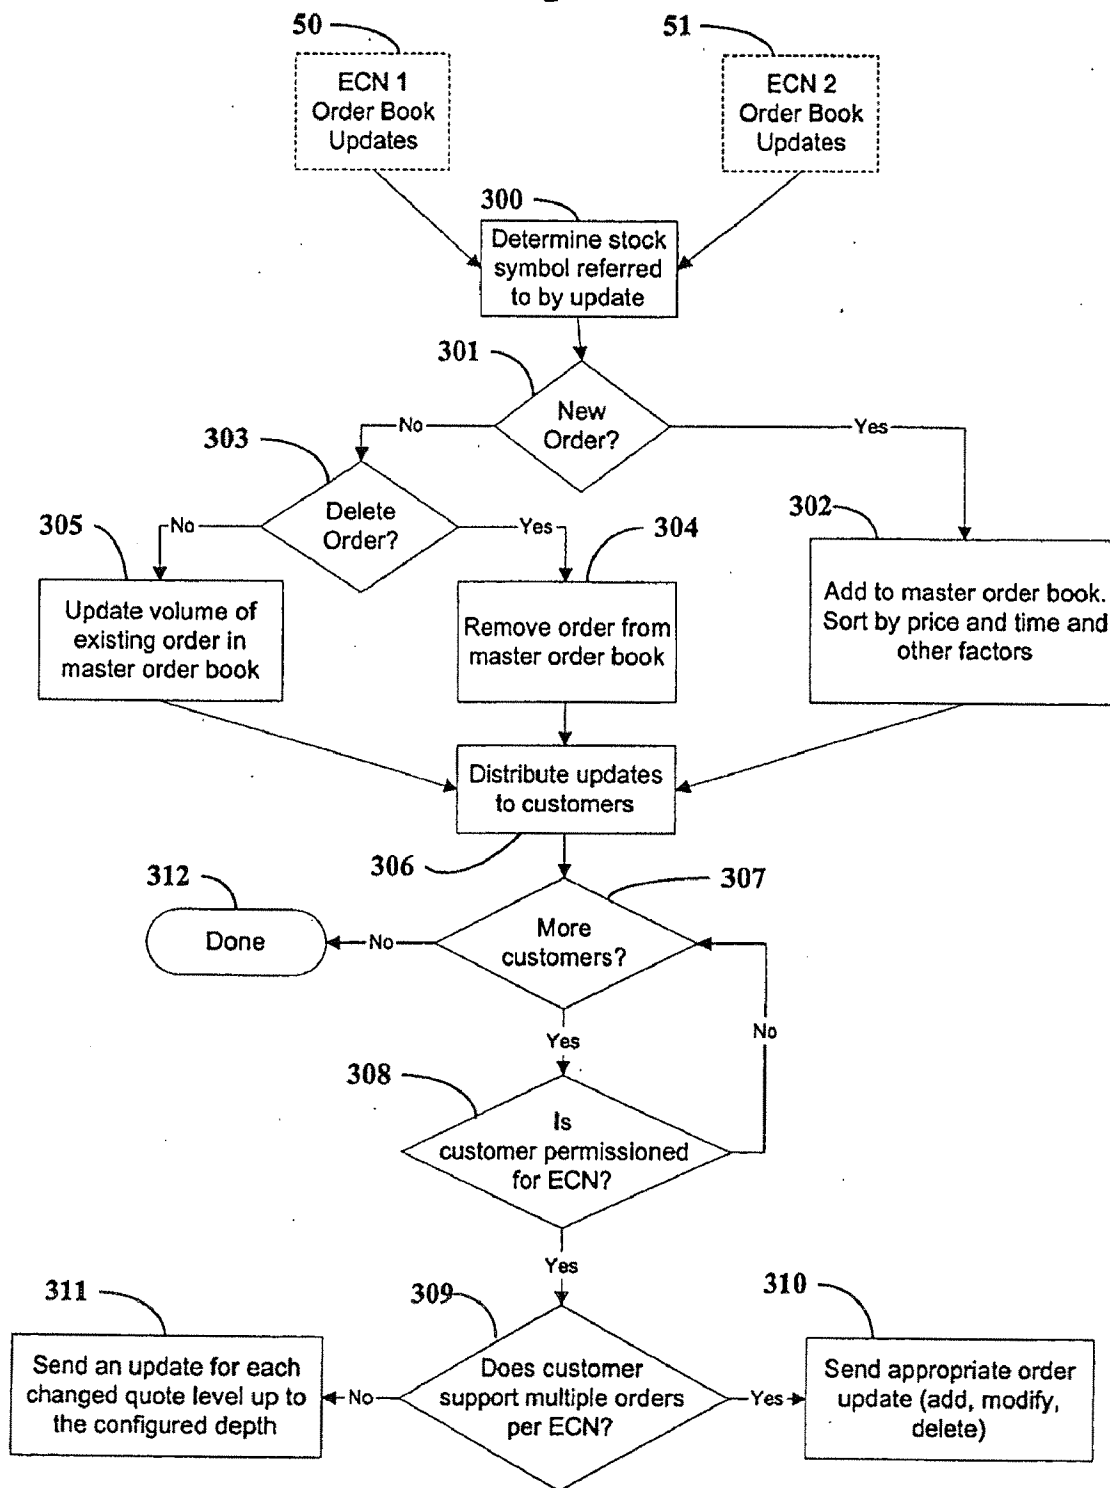 50
51
ECN 1
Order Book
Updates
ECN 2
Order Book
Updates
300
Determine stock
symbol referred
to by update
301
New
Order?
No
Yes
303
Delete
Order?
No
Yes
305
304
302
Update volume of
existing order in
master order book
Remove order from
master order book
Add to master order book.
Sort by price and time and
other factors
Distribute updates
to customers
306
312
307
Done
No
More
customers?
Yes
No
308
Is
customer permissioned
for ECN?
Yes
311
309
310
Send an update for each
changed quote level up to
the configured depth
No
Does customer
support multiple orders
per ECN?
Yes
Send appropriate order
update (add, modify,
delete)